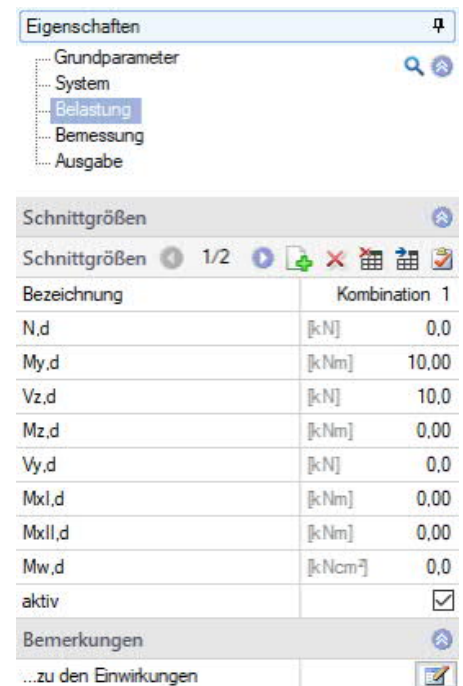 Eigenschaften
Grundparameter
System
Belastung
Bemessung
Ausgabe
Schnittgrößen
Schnittgrößen 1/2
Bezeichnung Kombination 1
N,d [kN] 0,0
My,d [kNm] 10,00
Vz,d [kN] 10,0
Mz,d [kNm] 0,00
Vy,d [kN] 0,0
MxI,d [kNm] 0,00
MxII,d [kNm] 0,00
Mw,d [kNcm²] 0,0
aktiv
Bemerkungen
...zu den Einwirkungen